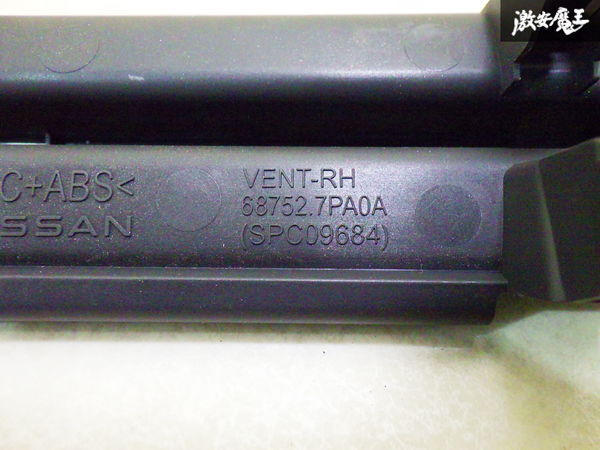 激安魔王
C+ABS<
SSAN
VENT-RH
68752.7PA0A
(SPC09684)